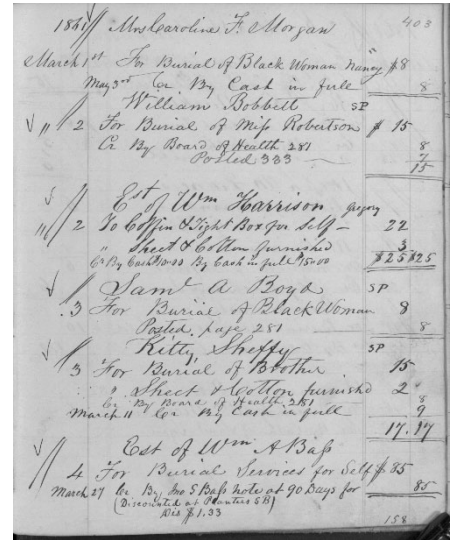 1861 Mrs Caroline F. Morgan 403
March 1st For Burial of Black Woman "Nancy" $8
May 3rd Cr By Cash in full 8
William Bobbett SP
" 2 For Burial of Miss Robertson $ 15
Cr By Board of Health 281 8
Posted 333 7
15
Est of Wm Harrison Gregory
" 2 To Coffin & Tight Box for Self — 22
" Sheet & Cotton furnished 3
Cr By Cash 10.00 By Cash in full $15.00 $25 $25
Saml A Boyd SP
3 For Burial of Black Woman 8
Posted page 281 8
Kitty Sheffy SP
3 For Burial of Brother 15
" Sheet & Cotton furnishd 2
Cr By Board of Health 281 8
March 11 Cr By Cash in full 9
17.17
Est of Wm A Bass
4 For Burial Services for Self $ 85
March 27 Cr By Jno S Bass note at 90 Days for 85
(Discounted at Planters B)
Dis $1.33
158